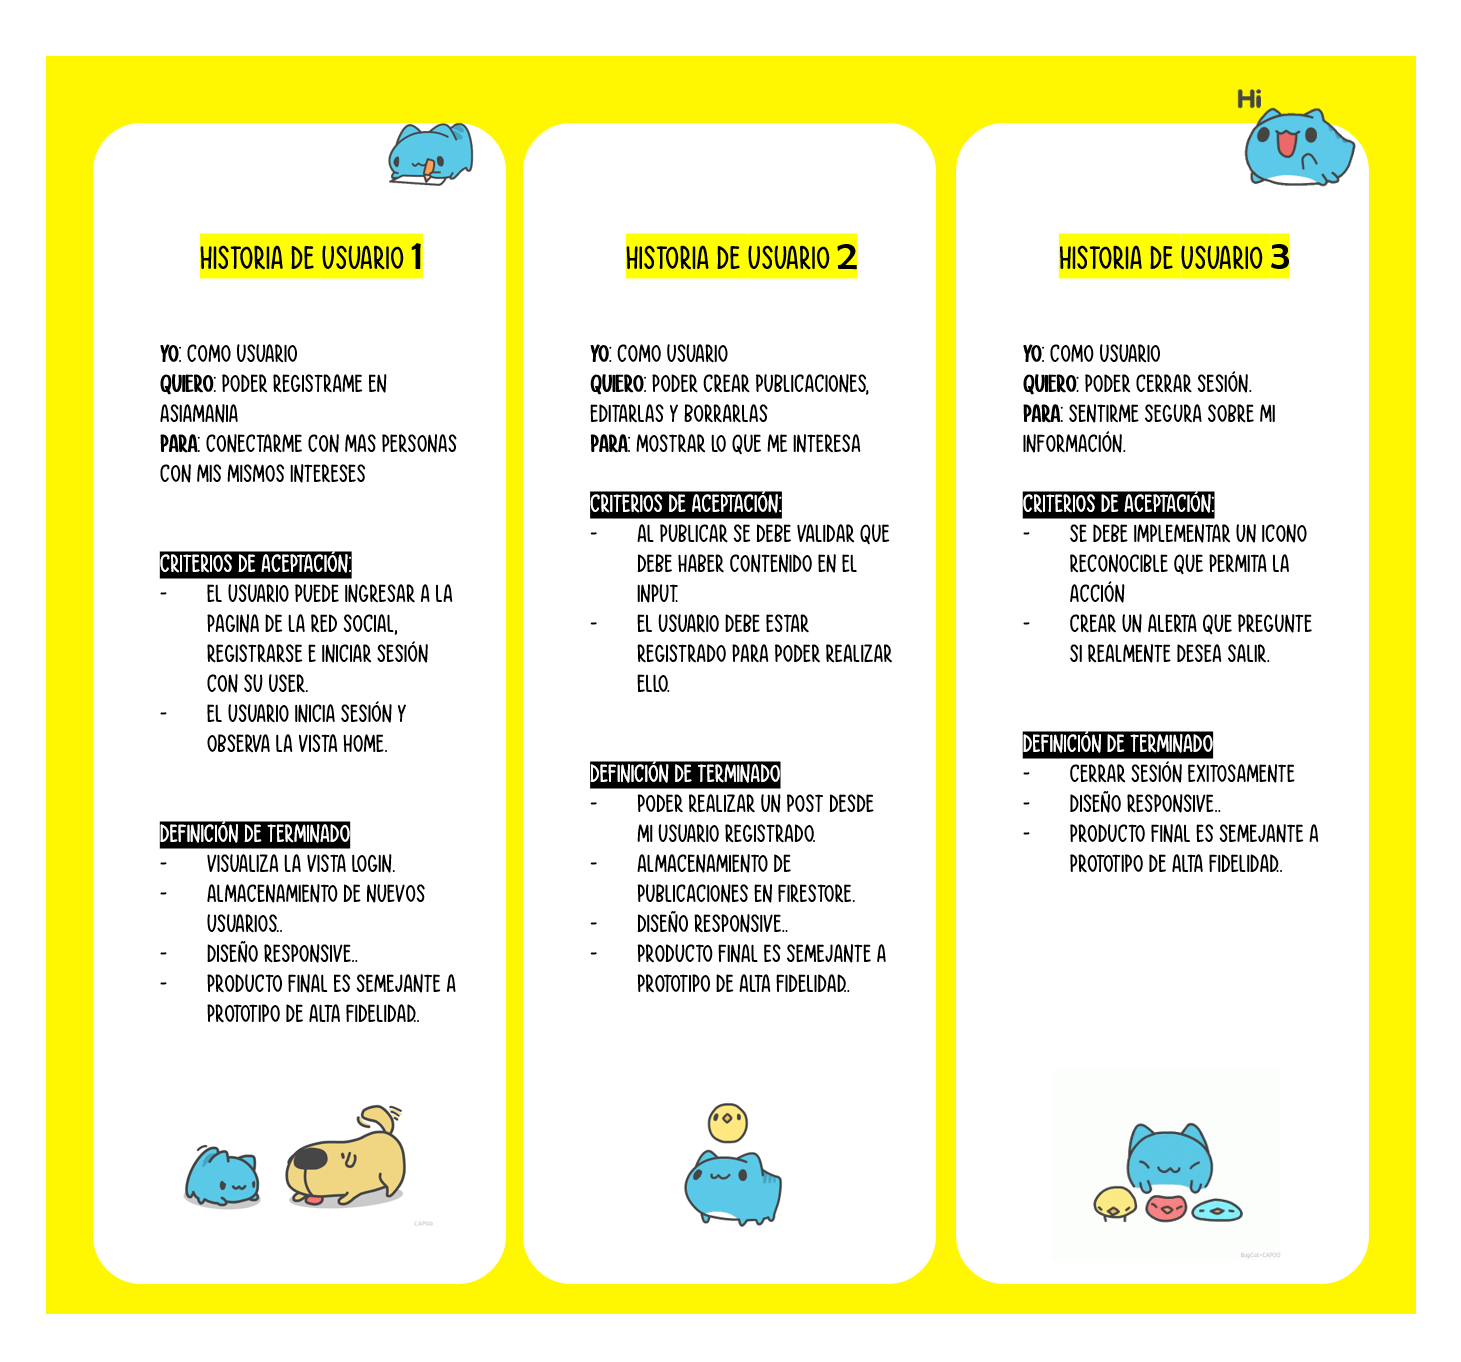 Hi
HISTORIA DE USUARIO 1
YO: COMO USUARIO
QUIERO: PODER REGISTRAME EN
ASIAMANIA
PARA: CONECTARME CON MAS PERSONAS
CON MIS MISMOS INTERESES
CRITERIOS DE ACEPTACIÓN:
- EL USUARIO PUEDE INGRESAR A LA
PAGINA DE LA RED SOCIAL,
REGISTRARSE E INICIAR SESIÓN
CON SU USER.
- EL USUARIO INICIA SESIÓN Y
OBSERVA LA VISTA HOME.
DEFINICIÓN DE TERMINADO
- VISUALIZA LA VISTA LOGIN.
- ALMACENAMIENTO DE NUEVOS
USUARIOS..
- DISEÑO RESPONSIVE..
- PRODUCTO FINAL ES SEMEJANTE A
PROTOTIPO DE ALTA FIDELIDAD..
CAPOO
HISTORIA DE USUARIO 2
YO: COMO USUARIO
QUIERO: PODER CREAR PUBLICACIONES,
EDITARLAS Y BORRARLAS
PARA: MOSTRAR LO QUE ME INTERESA
CRITERIOS DE ACEPTACIÓN:
- AL PUBLICAR SE DEBE VALIDAR QUE
DEBE HABER CONTENIDO EN EL
INPUT.
- EL USUARIO DEBE ESTAR
REGISTRADO PARA PODER REALIZAR
ELLO.
DEFINICIÓN DE TERMINADO
- PODER REALIZAR UN POST DESDE
MI USUARIO REGISTRADO.
- ALMACENAMIENTO DE
PUBLICACIONES EN FIRESTORE.
- DISEÑO RESPONSIVE..
- PRODUCTO FINAL ES SEMEJANTE A
PROTOTIPO DE ALTA FIDELIDAD..
HISTORIA DE USUARIO 3
YO: COMO USUARIO
QUIERO: PODER CERRAR SESIÓN.
PARA: SENTIRME SEGURA SOBRE MI
INFORMACIÓN.
CRITERIOS DE ACEPTACIÓN:
- SE DEBE IMPLEMENTAR UN ICONO
RECONOCIBLE QUE PERMITA LA
ACCIÓN
- CREAR UN ALERTA QUE PREGUNTE
SI REALMENTE DESEA SALIR.
DEFINICIÓN DE TERMINADO
- CERRAR SESIÓN EXITOSAMENTE
- DISEÑO RESPONSIVE..
- PRODUCTO FINAL ES SEMEJANTE A
PROTOTIPO DE ALTA FIDELIDAD..
BugCat-CAPOO